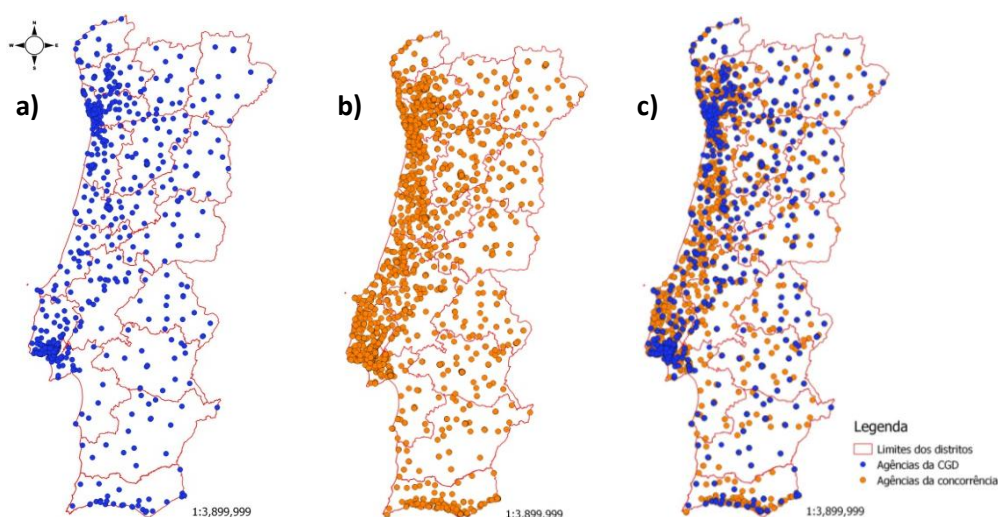 N
W E
S
a)
b)
c)
Legenda
Limites dos distritos
Agências da CGD
Agências da concorrência
1:3,899,999
1:3,899,999
1:3,899,999